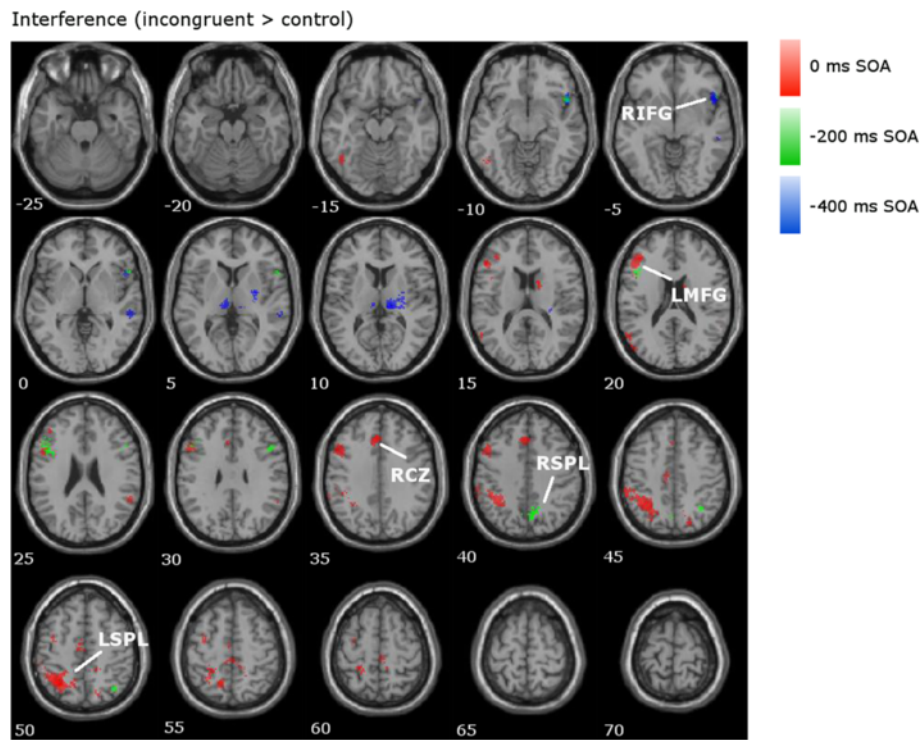 Interference (incongruent > control)
0 ms SOA
-200 ms SOA
-400 ms SOA
RIFG
-25
-20
-15
-10
-5
LMFG
0
5
10
15
20
RCZ
RSPL
25
30
35
40
45
LSPL
50
55
60
65
70